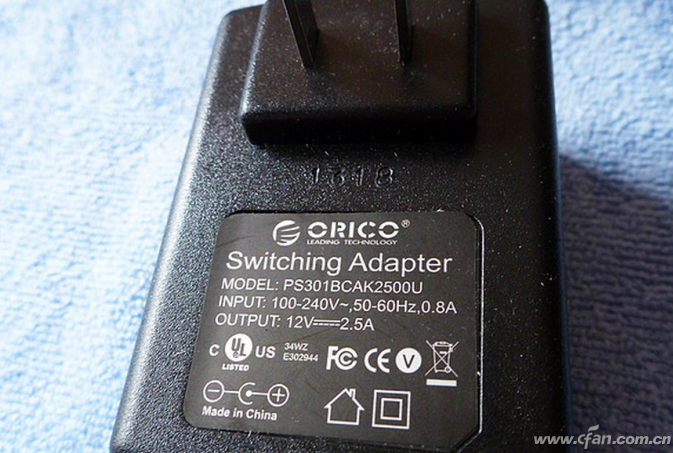 1618
ORICO®
LEADING TECHNOLOGY
Switching Adapter
MODEL: PS301BCAK2500U
INPUT: 100-240V~,50-60Hz,0.8A
OUTPUT: 12V⎓2.5A
C UL US 34WZ
E302944 FC CE V
LISTED
Made in China
www.cfan.com.cn